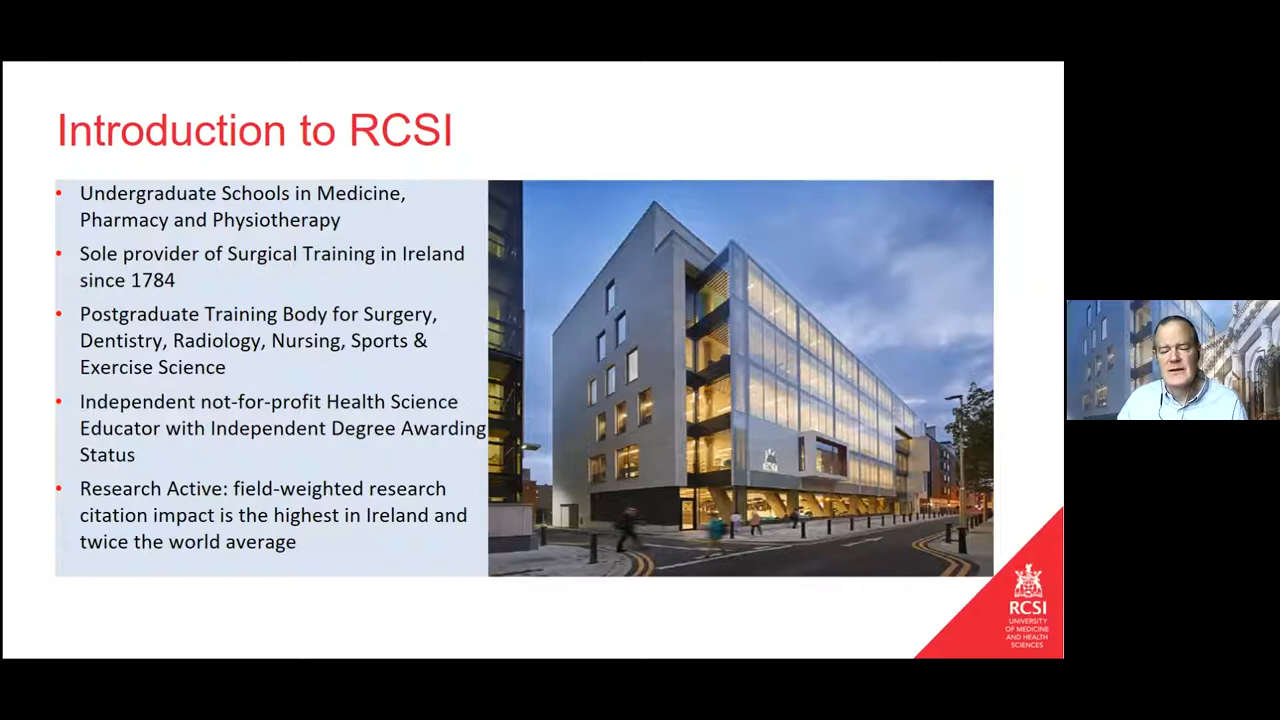 Introduction to RCSI
• Undergraduate Schools in Medicine,
Pharmacy and Physiotherapy
• Sole provider of Surgical Training in Ireland
since 1784
• Postgraduate Training Body for Surgery,
Dentistry, Radiology, Nursing, Sports &
Exercise Science
• Independent not-for-profit Health Science
Educator with Independent Degree Awarding
Status
• Research Active: field-weighted research
citation impact is the highest in Ireland and
twice the world average
RCSI
RCSI
UNIVERSITY
OF MEDICINE
AND HEALTH
SCIENCES